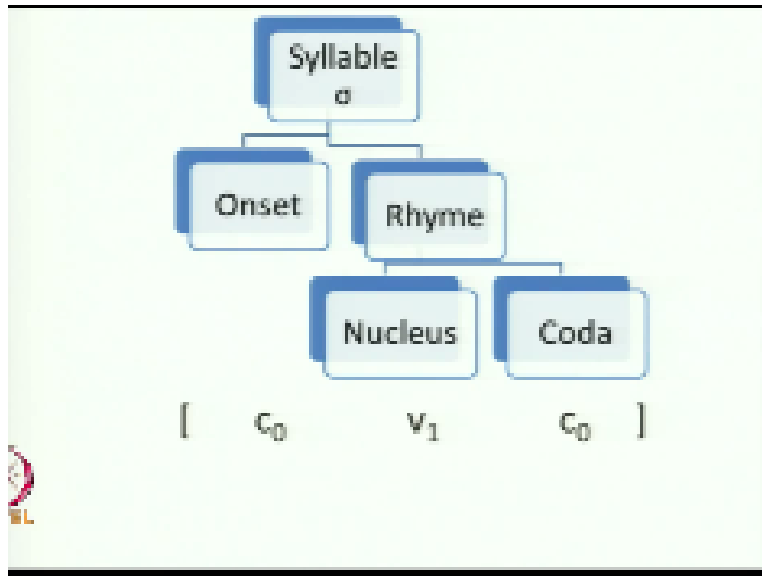 Syllable
σ
Onset
Rhyme
Nucleus Coda
[ c₀ v₁ c₀ ]